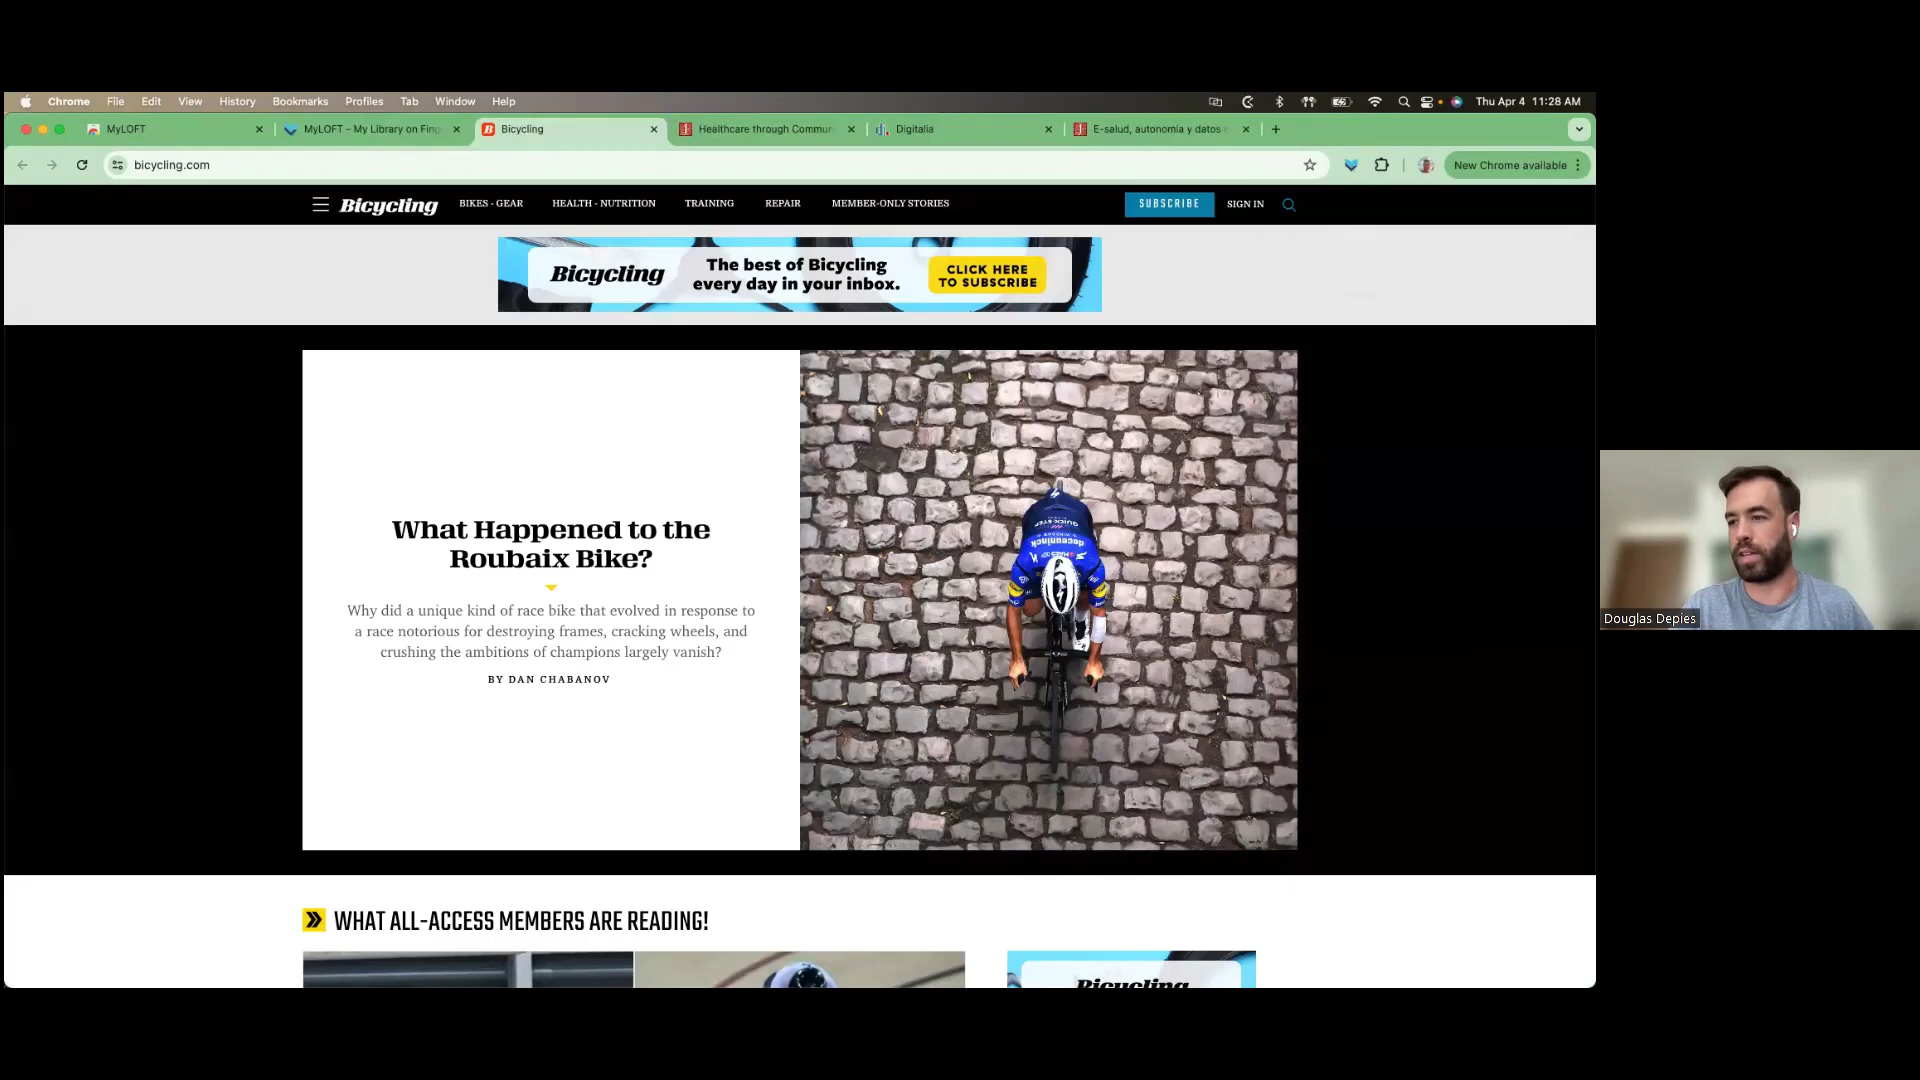 Chrome File Edit View History Bookmarks Profiles Tab Window Help
Thu Apr 4 11:28 AM
MyLOFT
MyLOFT - My Library on Fing
Bicycling
Healthcare through Commun
Digitalia
E-salud, autonomía y datos
bicycling.com
New Chrome available
Bicycling
BIKES - GEAR
HEALTH - NUTRITION
TRAINING
REPAIR
MEMBER-ONLY STORIES
SUBSCRIBE
SIGN IN
Bicycling
The best of Bicycling
every day in your inbox.
CLICK HERE
TO SUBSCRIBE
What Happened to the
Roubaix Bike?
Why did a unique kind of race bike that evolved in response to
a race notorious for destroying frames, cracking wheels, and
crushing the ambitions of champions largely vanish?
BY DAN CHABANOV
QUICK-STEP
deceuninck
Douglas Depies
WHAT ALL-ACCESS MEMBERS ARE READING!
Bicycling